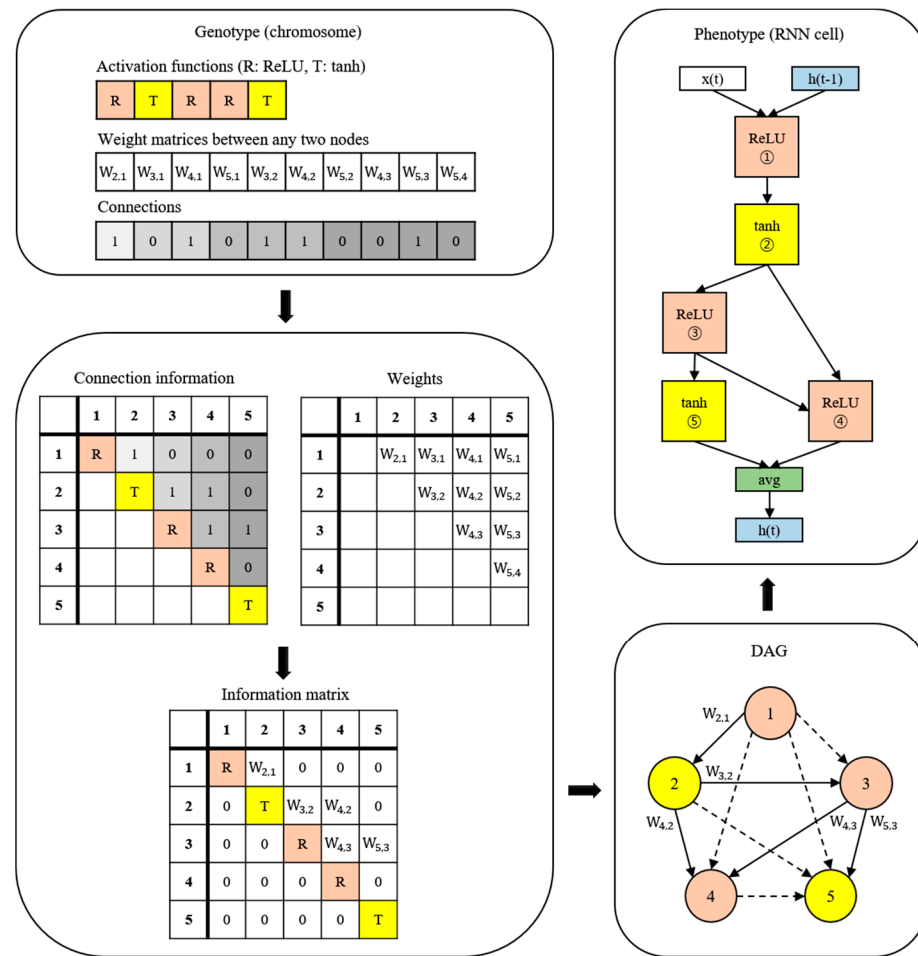 Genotype (chromosome)
Activation functions (R: ReLU, T: tanh)
R T R R T
Weight matrices between any two nodes
W2,1 W3,1 W4,1 W5,1 W3,2 W4,2 W5,2 W4,3 W5,3 W5,4
Connections
1 0 1 0 1 1 0 0 1 0
Connection information
1 2 3 4 5
1 R 1 0 0 0
2 T 1 1 0
3 R 1 1
4 R 0
5 T
Weights
1 2 3 4 5
1 W2,1 W3,1 W4,1 W5,1
2 W3,2 W4,2 W5,2
3 W4,3 W5,3
4 W5,4
5
Information matrix
1 2 3 4 5
1 R W2,1 0 0 0
2 0 T W3,2 W4,2 0
3 0 0 R W4,3 W5,3
4 0 0 0 R 0
5 0 0 0 0 T
Phenotype (RNN cell)
x(t) h(t-1)
ReLU
①
tanh
②
ReLU
③
tanh
⑤
ReLU
④
avg
h(t)
DAG
1
W2,1
2 W3,2 3
W4,2 W4,3 W5,3
4 5